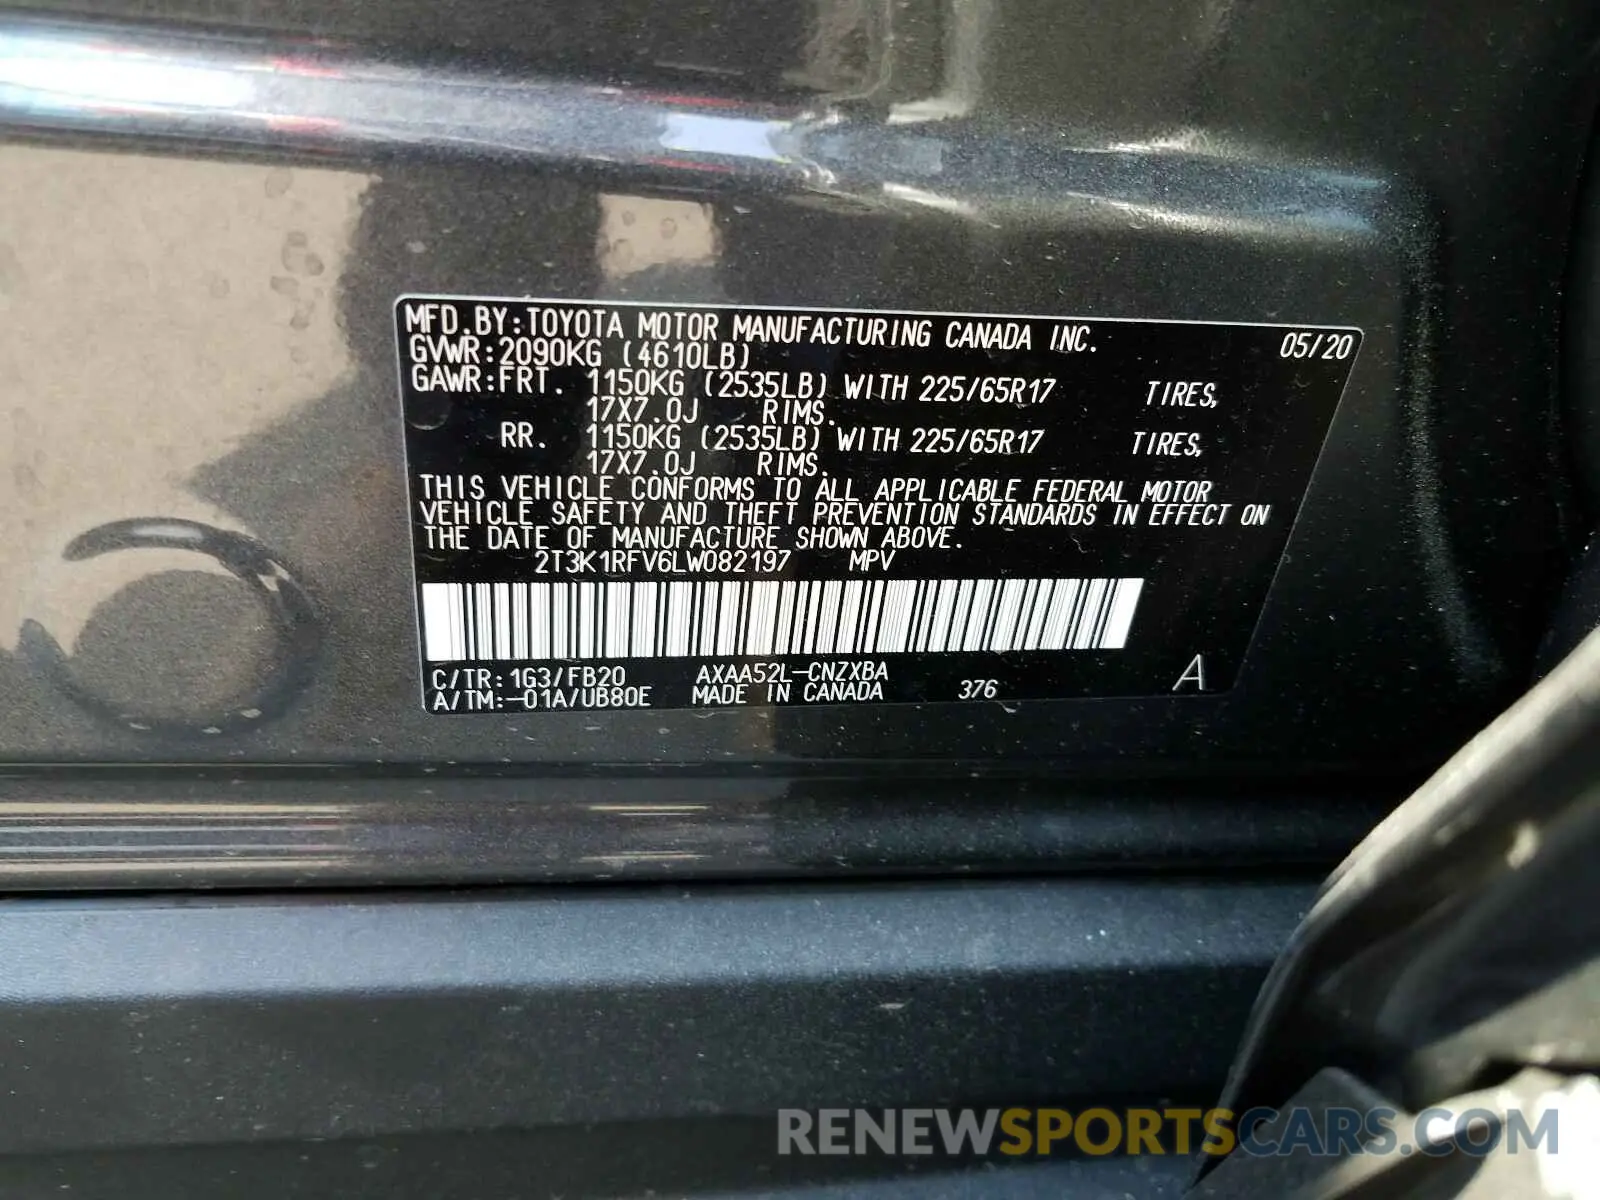 MFD.BY:TOYOTA MOTOR MANUFACTURING CANADA INC. 05/20
GVWR:2090KG (4610LB)
GAWR:FRT. 1150KG (2535LB) WITH 225/65R17 TIRES,
17X7.0J RIMS.
RR. 1150KG (2535LB) WITH 225/65R17 TIRES,
17X7.0J RIMS.
THIS VEHICLE CONFORMS TO ALL APPLICABLE FEDERAL MOTOR
VEHICLE SAFETY AND THEFT PREVENTION STANDARDS IN EFFECT ON
THE DATE OF MANUFACTURE SHOWN ABOVE.
2T3K1RFV6LW082197 MPV
C/TR:1G3/FB20 AXAA52L-CNZXBA
A/TM:-01A/UB80E MADE IN CANADA 376 A
RENEWSPORTSCARS.COM